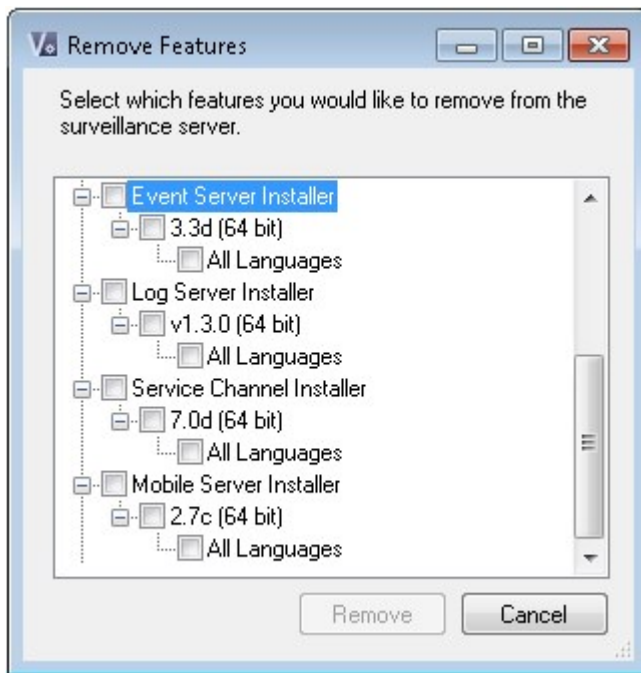 Remove Features
Select which features you would like to remove from the
surveillance server.
Event Server Installer
3.3d (64 bit)
All Languages
Log Server Installer
v1.3.0 (64 bit)
All Languages
Service Channel Installer
7.0d (64 bit)
All Languages
Mobile Server Installer
2.7c (64 bit)
All Languages
Remove
Cancel